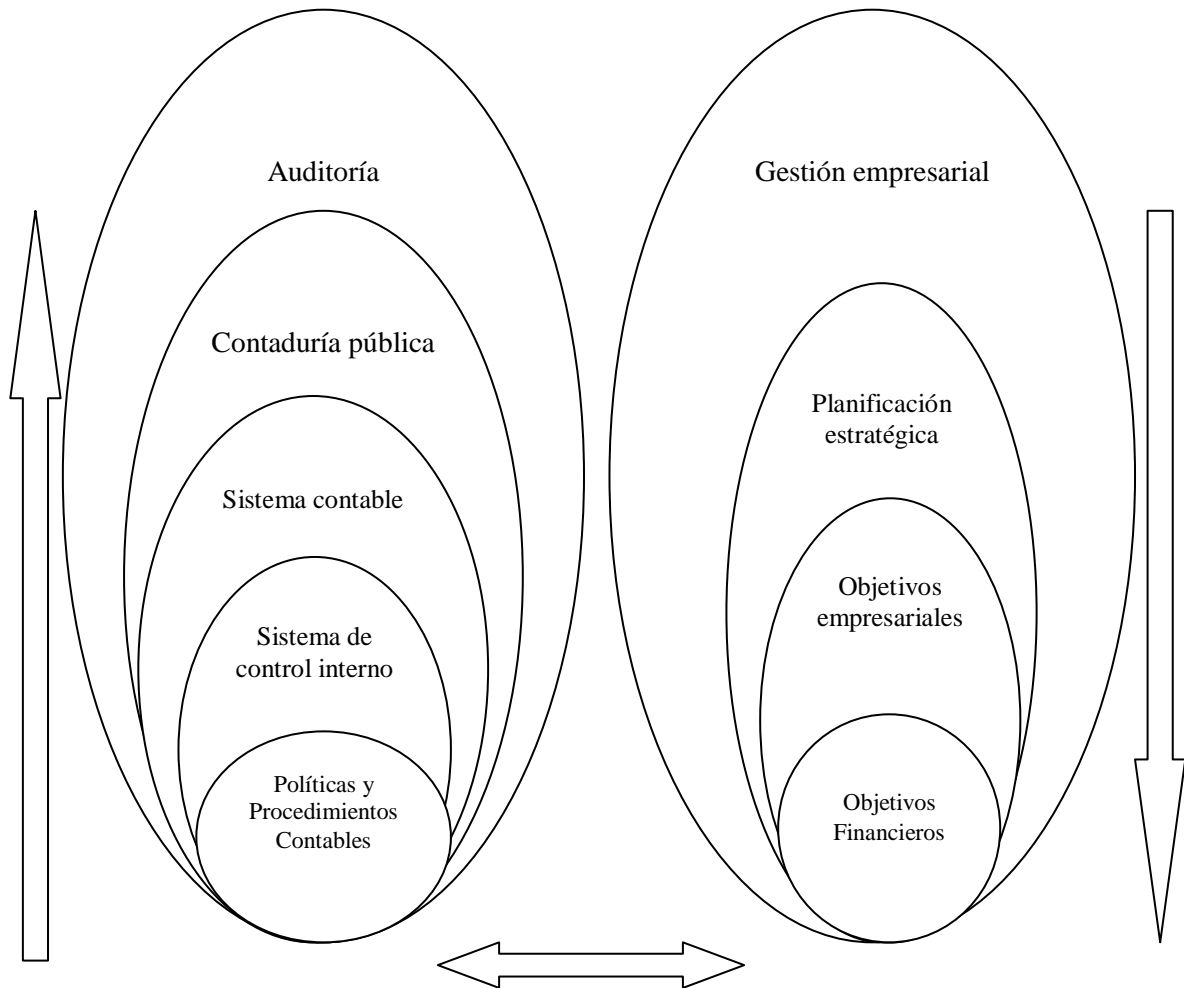 Auditoría
Contaduría pública
Sistema contable
Sistema de
control interno
Políticas y
Procedimientos
Contables
Gestión empresarial
Planificación
estratégica
Objetivos
empresariales
Objetivos
Financieros